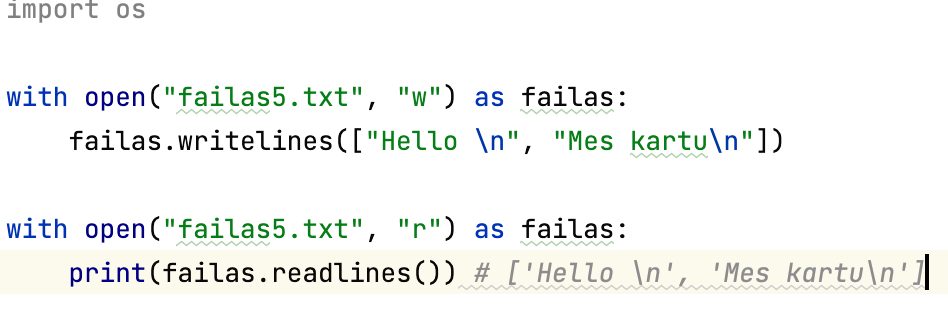 import os
with open("failas5.txt", "w") as failas:
    failas.writelines(["Hello \n", "Mes kartu\n"])
with open("failas5.txt", "r") as failas:
    print(failas.readlines()) # ['Hello \n', 'Mes kartu\n']